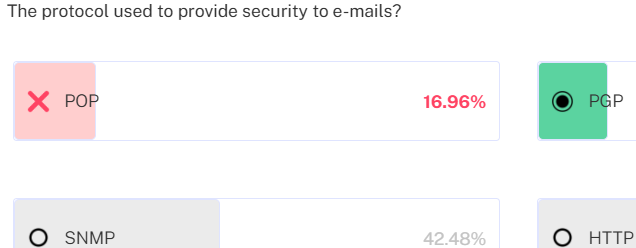 The protocol used to provide security to e-mails?
POP 16.96% PGP
SNMP 42.48% HTTP